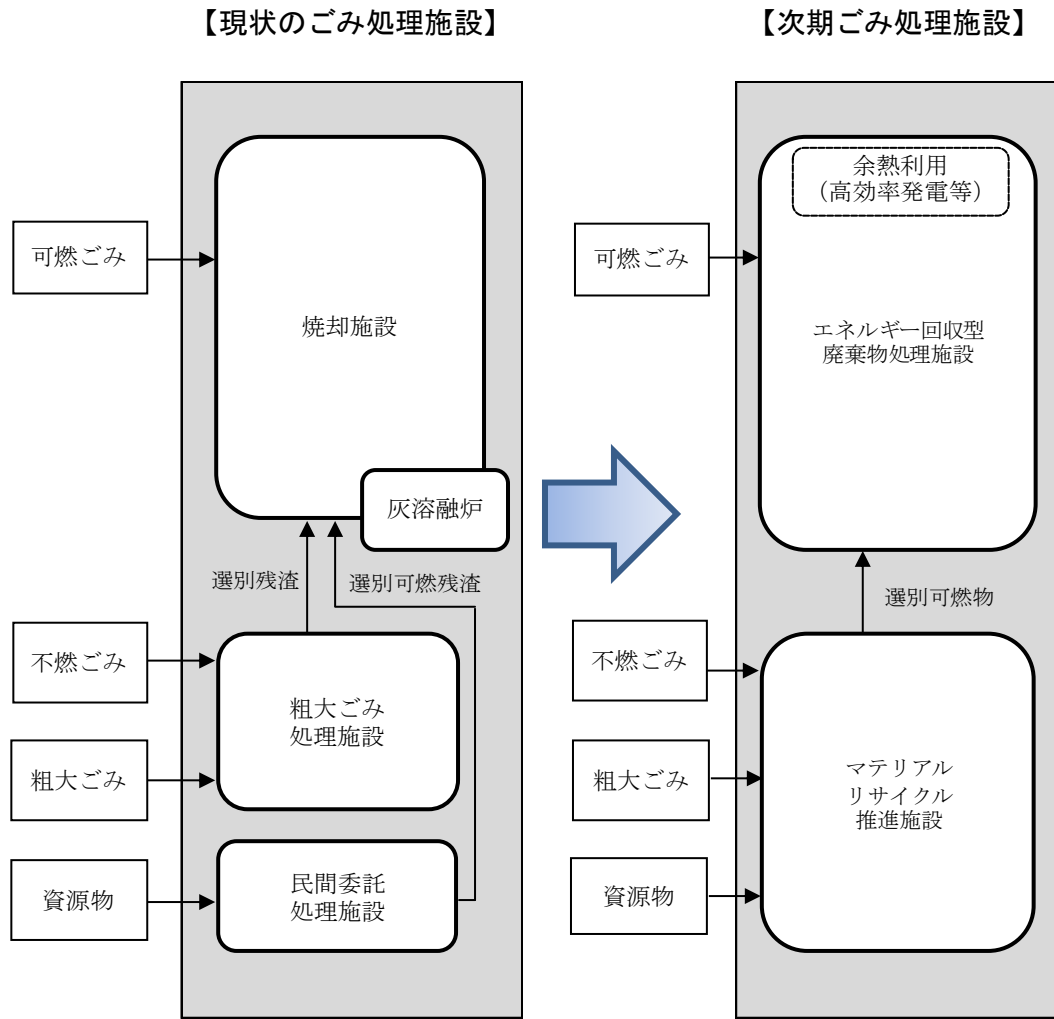 【現状のごみ処理施設】
可燃ごみ
焼却施設
灰溶融炉
選別残渣
選別可燃残渣
不燃ごみ
粗大ごみ
処理施設
粗大ごみ
資源物
民間委託
処理施設
【次期ごみ処理施設】
余熱利用
（高効率発電等）
可燃ごみ
エネルギー回収型
廃棄物処理施設
選別可燃物
不燃ごみ
粗大ごみ
マテリアル
リサイクル
推進施設
資源物